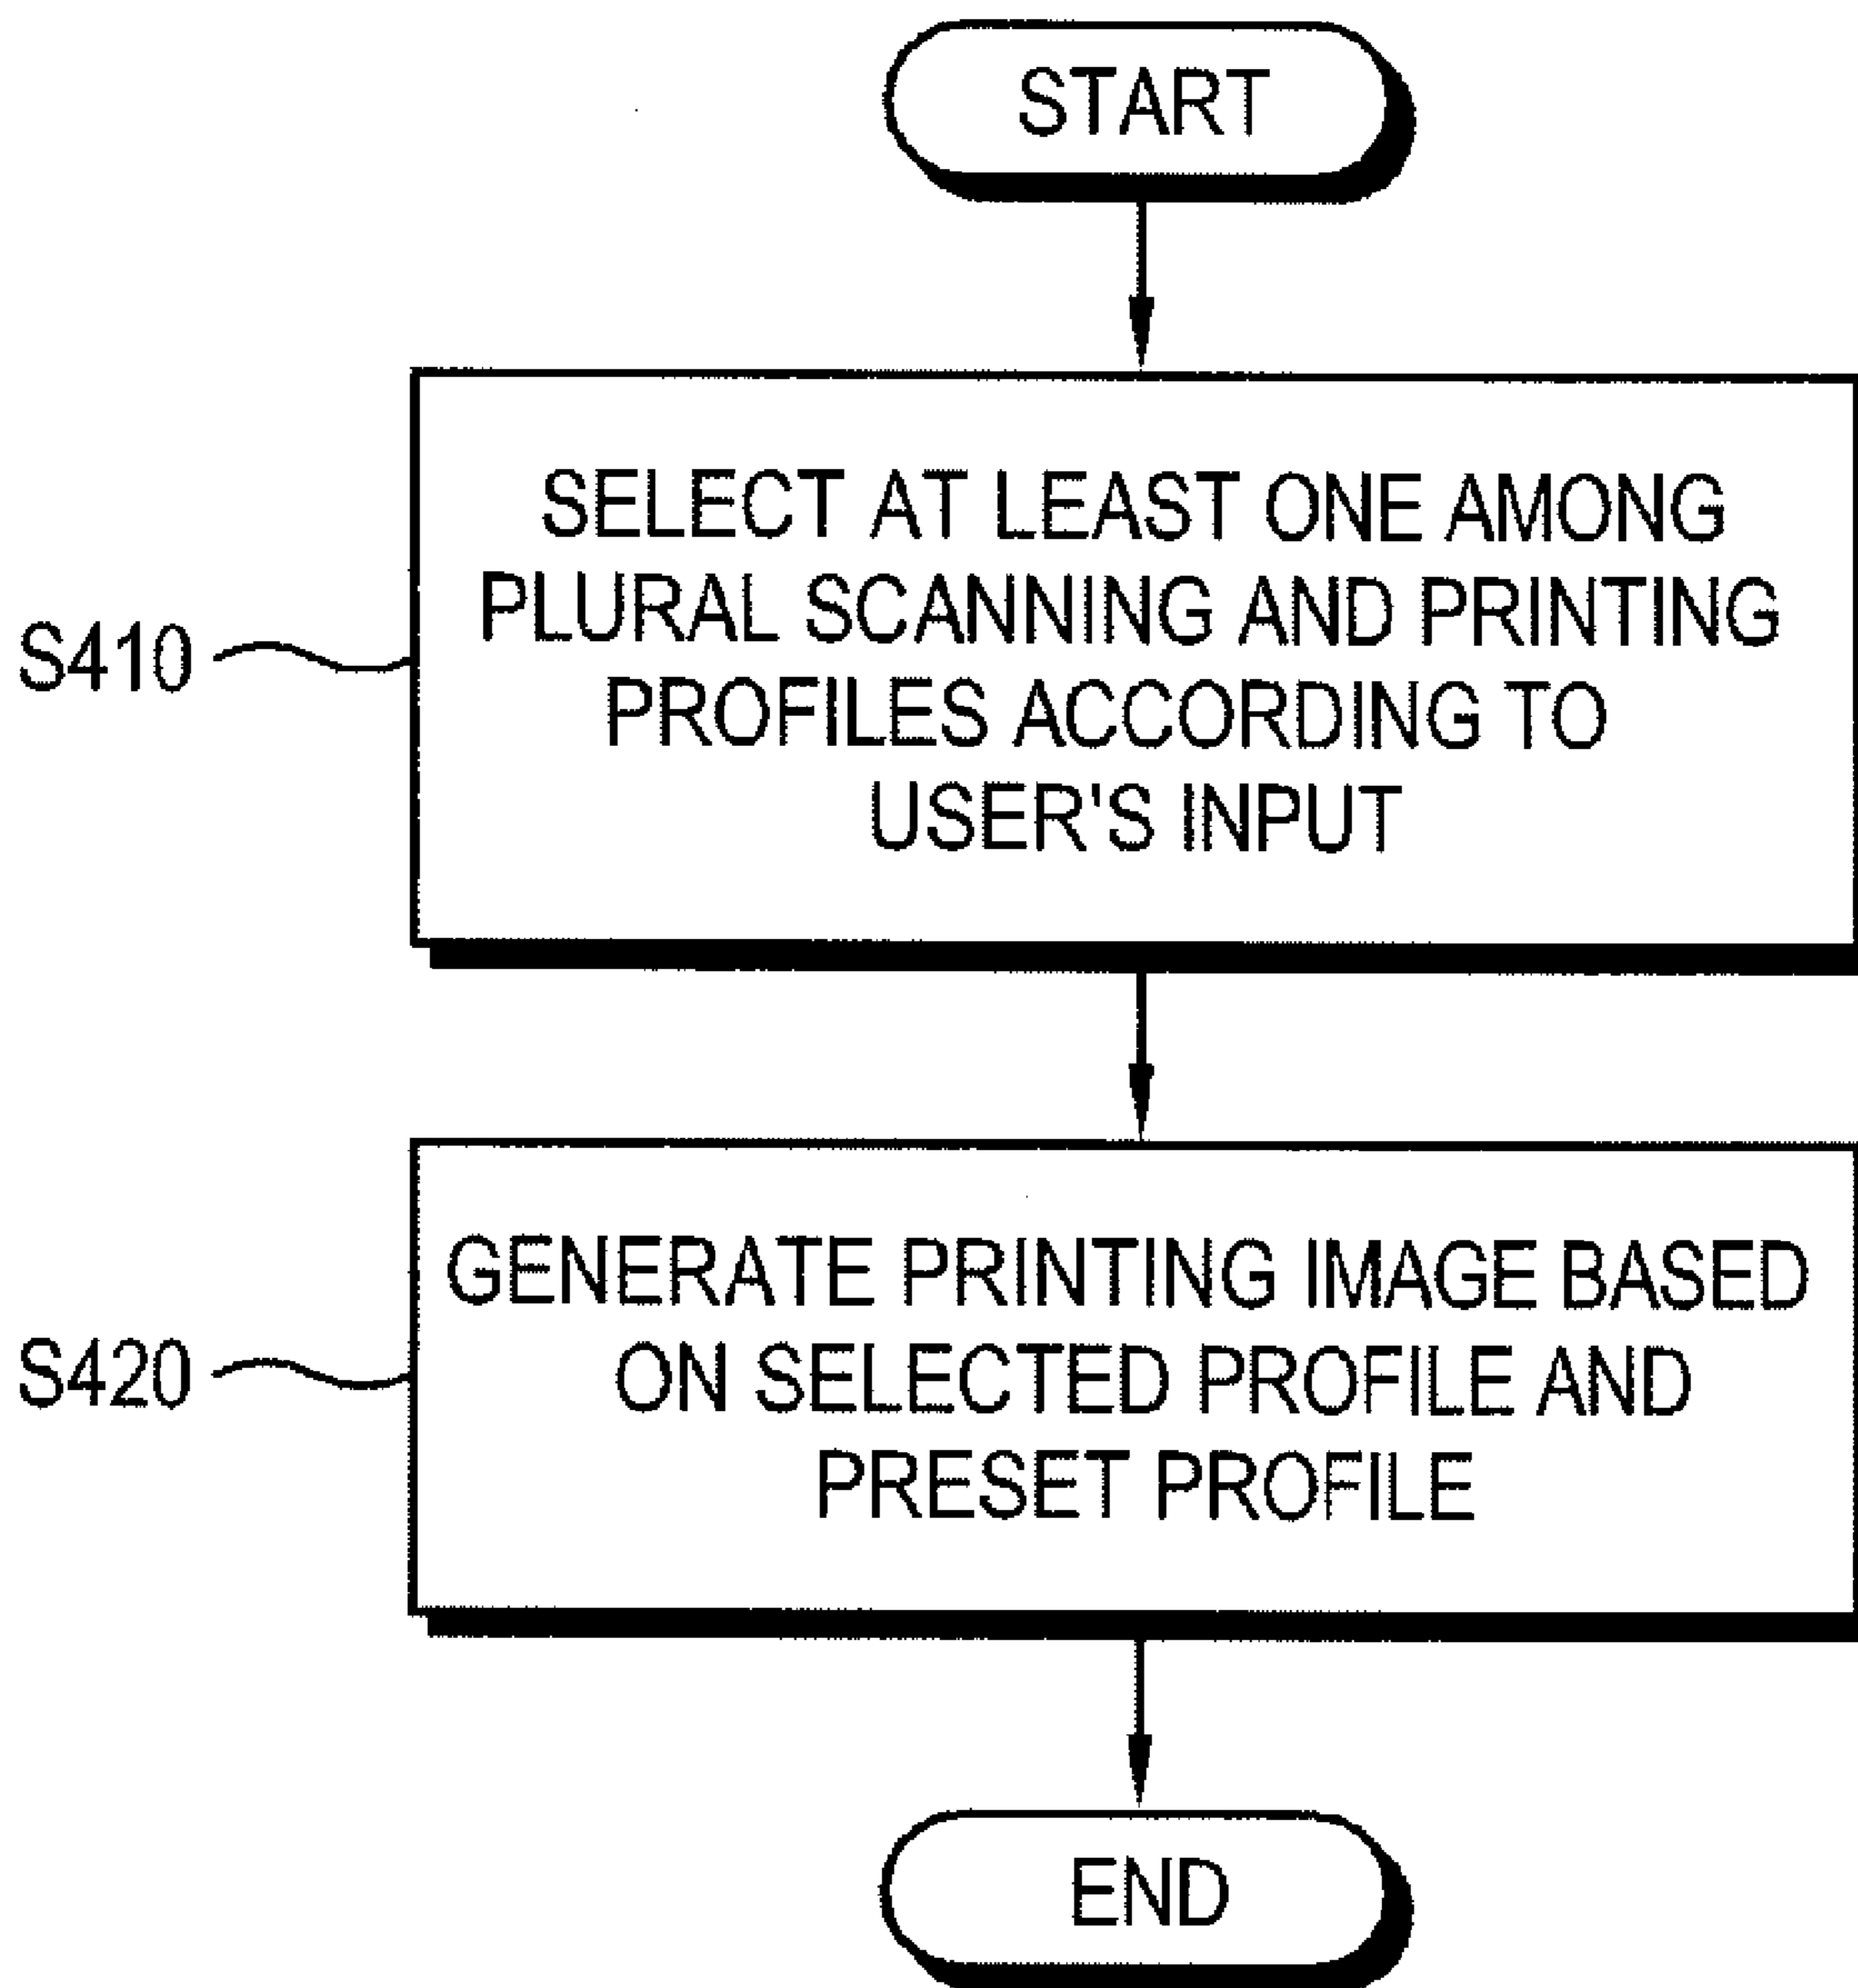 START
SELECT AT LEAST ONE AMONG
PLURAL SCANNING AND PRINTING
S410
PROFILES ACCORDING TO
USER'S INPUT
GENERATE PRINTING IMAGE BASED
S420
ON SELECTED PROFILE AND
PRESET PROFILE
END